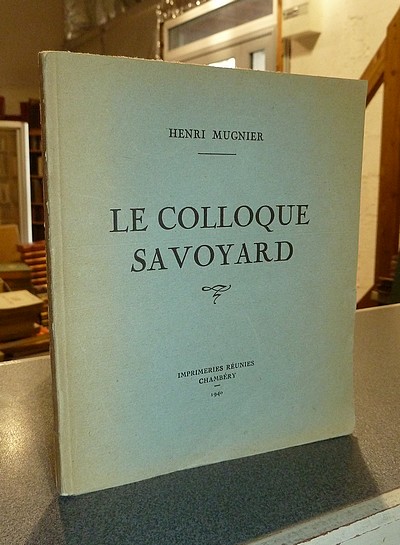 HENRI MUGNIER
LE COLLOQUE
SAVOYARD
IMPRIMERIES RÉUNIES
CHAMBÉRY
1940